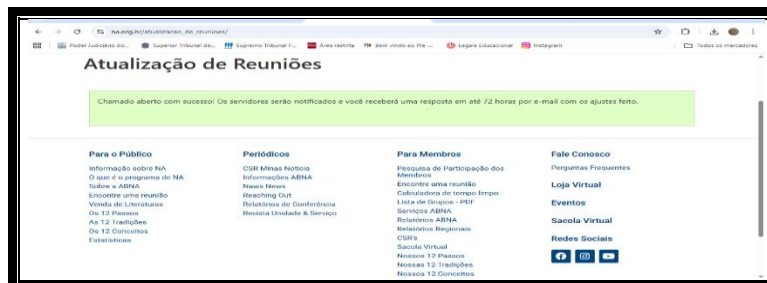 na.org.br/atualizacao_de_reunioes/
Poder Judiciário do... Superior Tribunal de... Supremo Tribunal F... Área restrita Bem vindo ao PJe -... Legale Educacional Instagram Todos os marcadores
Atualização de Reuniões
Chamado aberto com sucesso! Os servidores serão notificados e você receberá uma resposta em até 72 horas por e-mail com os ajustes feito.
Para o Público
Informação sobre NA
O que é o programa de NA
Sobre a ABNA
Encontre uma reunião
Venda de Literaturas
Os 12 Passos
As 12 Tradições
Os 12 Conceitos
Estatísticas
Periódicos
CSR Minas Notícia
Informações ABNA
Naws News
Reaching Out
Relatórios de Conferência
Revista Unidade & Serviço
Para Membros
Pesquisa de Participação dos
Membros
Encontre uma reunião
Calculadora de tempo limpo
Lista de Grupos - PDF
Serviços ABNA
Relatórios ABNA
Relatórios Regionais
CSR's
Sacola Virtual
Nossos 12 Passos
Nossas 12 Tradições
Nossos 12 Conceitos
Fale Conosco
Perguntas Frequentes
Loja Virtual
Eventos
Sacola Virtual
Redes Sociais